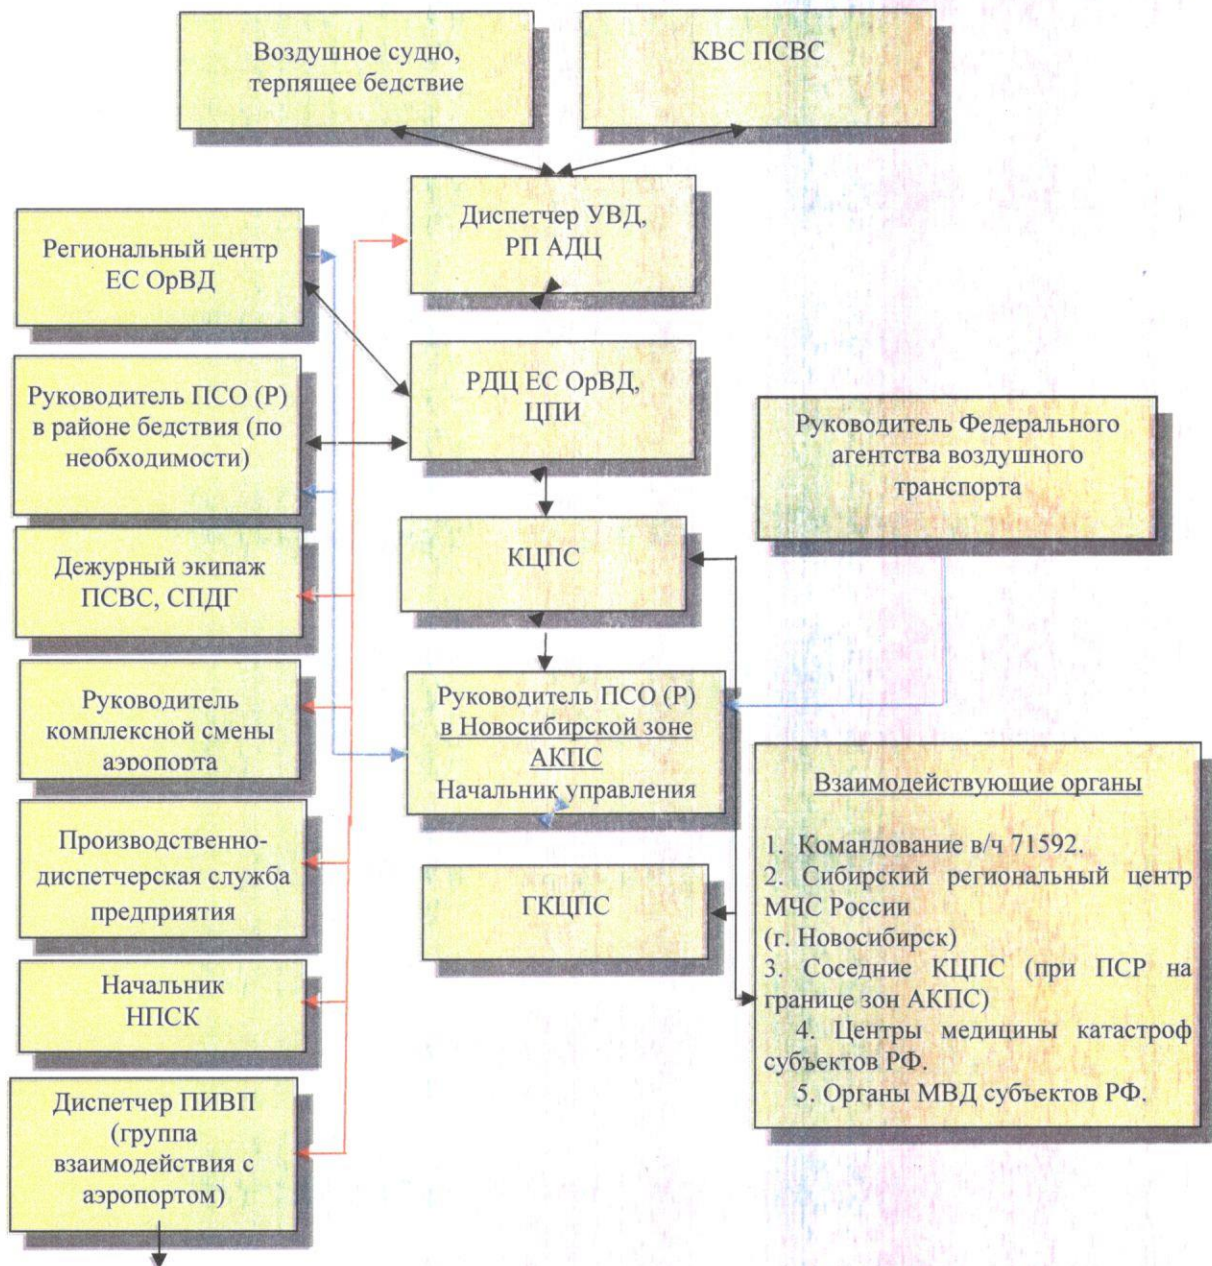 Воздушное судно,
терпящее бедствие
КВС ПСВС
Диспетчер УВД,
РП АДЦ
Региональный центр
ЕС ОрВД
РДЦ ЕС ОрВД,
ЦПИ
Руководитель ПСО (Р)
в районе бедствия (по
необходимости)
Руководитель Федерального
агентства воздушного
транспорта
Дежурный экипаж
ПСВС, СПДГ
КЦПС
Руководитель
комплексной смены
аэропорта
Руководитель ПСО (Р)
в Новосибирской зоне
АКПС
Начальник управления
Производственно-
диспетчерская служба
предприятия
ГКЦПС
Взаимодействующие органы
1. Командование в/ч 71592.
2. Сибирский региональный центр
МЧС России
(г. Новосибирск)
3. Соседние КЦПС (при ПСР на
границе зон АКПС)
4. Центры медицины катастроф
субъектов РФ.
5. Органы МВД субъектов РФ.
Начальник
НПСК
Диспетчер ПИВП
(группа
взаимодействия с
аэропортом)